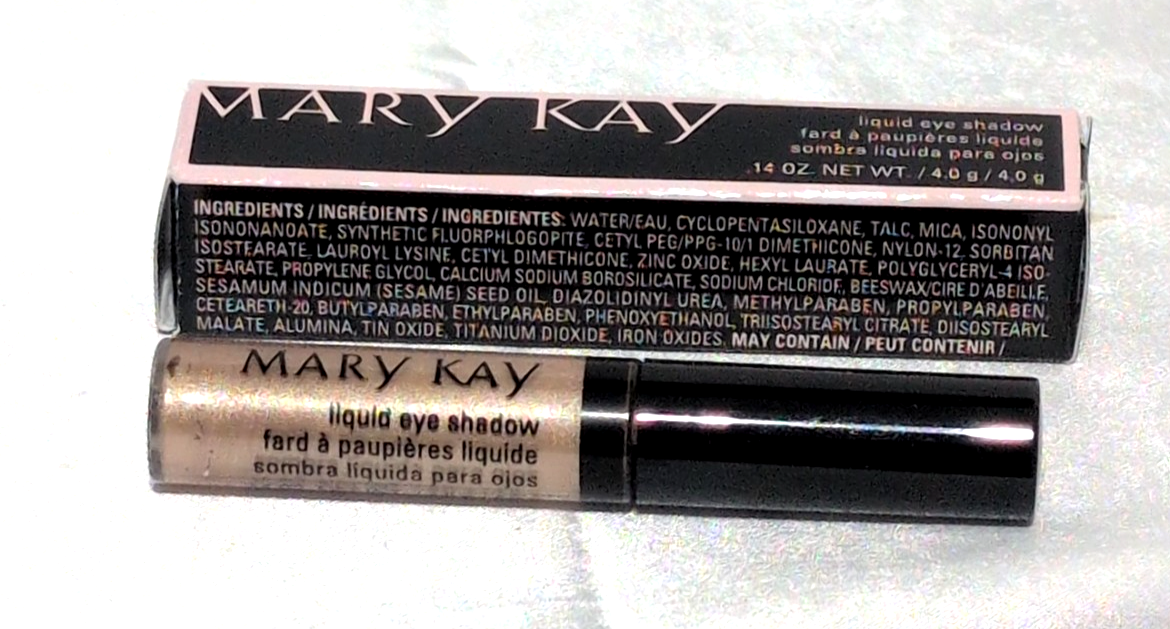 MARY KAY
liquid eye shadow
fard à paupières liquide
sombra líquida para ojos
.14 OZ. NET WT. / 4,0 g / 4,0 g
INGREDIENTS / INGRÉDIENTS / INGREDIENTES: WATER/EAU, CYCLOPENTASILOXANE, TALC, MICA, ISONONYL
ISONONANOATE, SYNTHETIC FLUORPHLOGOPITE, CETYL PEG/PPG-10/1 DIMETHICONE, NYLON-12, SORBITAN
ISOSTEARATE, LAUROYL LYSINE, CETYL DIMETHICONE, ZINC OXIDE, HEXYL LAURATE, POLYGLYCERYL-4 ISO-
STEARATE, PROPYLENE GLYCOL, CALCIUM SODIUM BOROSILICATE, SODIUM CHLORIDE, BEESWAX/CIRE D'ABEILLE,
SESAMUM INDICUM (SESAME) SEED OIL, DIAZOLIDINYL UREA, METHYLPARABEN, PROPYLPARABEN,
CETEARETH-20, BUTYLPARABEN, ETHYLPARABEN, PHENOXYETHANOL, TRIISOSTEARYL CITRATE, DIISOSTEARYL
MALATE, ALUMINA, TIN OXIDE, TITANIUM DIOXIDE, IRON OXIDES. MAY CONTAIN / PEUT CONTENIR /
MARY KAY
liquid eye shadow
fard à paupières liquide
sombra líquida para ojos